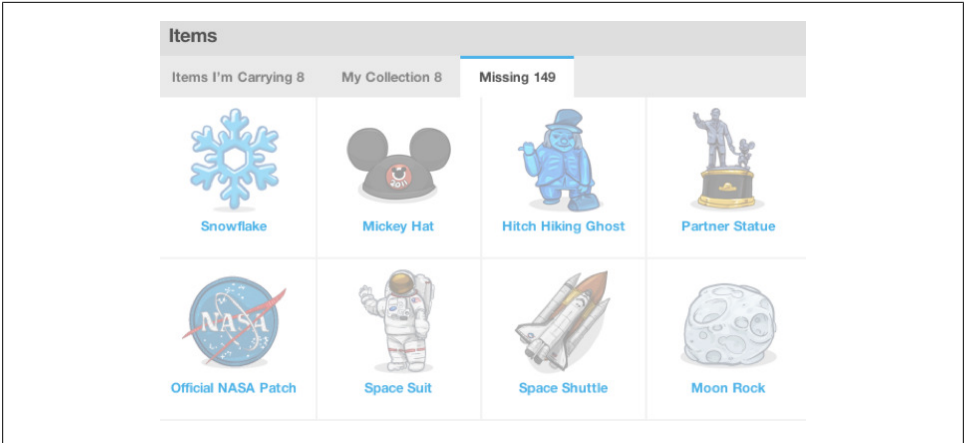 Items
Items I'm Carrying 8
My Collection 8
Missing 149
Snowflake
Mickey Hat
Hitch Hiking Ghost
Partner Statue
NASA
Official NASA Patch
Space Suit
Space Shuttle
Moon Rock